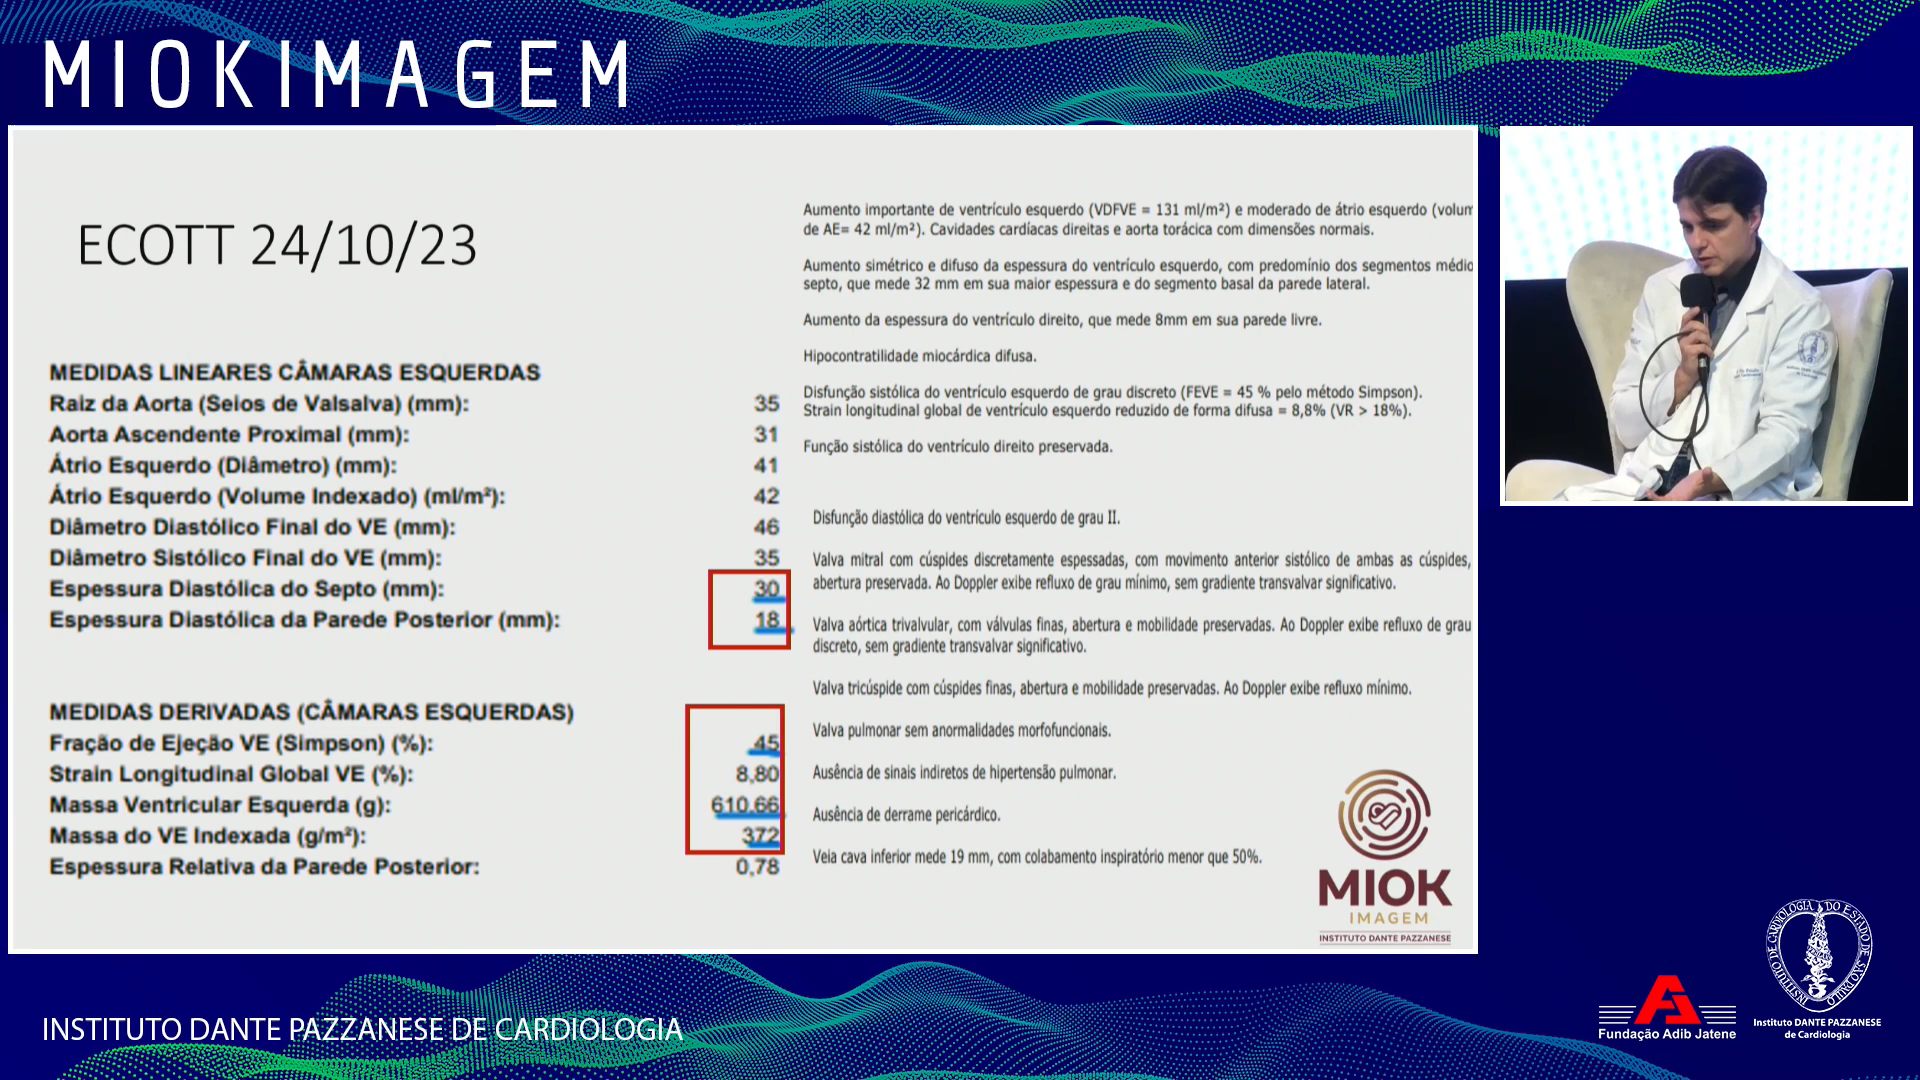 MIOKIMAGEM
ECOTT 24/10/23
MEDIDAS LINEARES CÂMARAS ESQUERDAS
Raiz da Aorta (Seios de Valsalva) (mm): 35
Aorta Ascendente Proximal (mm): 31
Átrio Esquerdo (Diâmetro) (mm): 41
Átrio Esquerdo (Volume Indexado) (ml/m²): 42
Diâmetro Diastólico Final do VE (mm): 46
Diâmetro Sistólico Final do VE (mm): 35
Espessura Diastólica do Septo (mm): 30
Espessura Diastólica da Parede Posterior (mm): 18
MEDIDAS DERIVADAS (CÂMARAS ESQUERDAS)
Fração de Ejeção VE (Simpson) (%): 45
Strain Longitudinal Global VE (%): 8,80
Massa Ventricular Esquerda (g): 610,66
Massa do VE Indexada (g/m²): 372
Espessura Relativa da Parede Posterior: 0,78
Aumento importante de ventrículo esquerdo (VDFVE = 131 ml/m²) e moderado de átrio esquerdo (volum
de AE= 42 ml/m²). Cavidades cardíacas direitas e aorta torácica com dimensões normais.
Aumento simétrico e difuso da espessura do ventrículo esquerdo, com predomínio dos segmentos médio
septo, que mede 32 mm em sua maior espessura e do segmento basal da parede lateral.
Aumento da espessura do ventrículo direito, que mede 8mm em sua parede livre.
Hipocontratilidade miocárdica difusa.
Disfunção sistólica do ventrículo esquerdo de grau discreto (FEVE = 45 % pelo método Simpson).
Strain longitudinal global de ventrículo esquerdo reduzido de forma difusa = 8,8% (VR > 18%).
Função sistólica do ventrículo direito preservada.
Disfunção diastólica do ventrículo esquerdo de grau II.
Valva mitral com cúspides discretamente espessadas, com movimento anterior sistólico de ambas as cúspides,
abertura preservada. Ao Doppler exibe refluxo de grau mínimo, sem gradiente transvalvar significativo.
Valva aórtica trivalvular, com válvulas finas, abertura e mobilidade preservadas. Ao Doppler exibe refluxo de grau
discreto, sem gradiente transvalvar significativo.
Valva tricúspide com cúspides finas, abertura e mobilidade preservadas. Ao Doppler exibe refluxo mínimo.
Valva pulmonar sem anormalidades morfofuncionais.
Ausência de sinais indiretos de hipertensão pulmonar.
Ausência de derrame pericárdico.
Veia cava inferior mede 19 mm, com colabamento inspiratório menor que 50%.
MIOK
IMAGEM
INSTITUTO DANTE PAZZANESE
INSTITUTO DANTE PAZZANESE DE CARDIOLOGIA
Fundação Adib Jatene
INSTITUTO DE CARDIOLOGIA DO ESTADO DE SÃO PAULO
Instituto DANTE PAZZANESE
de Cardiologia